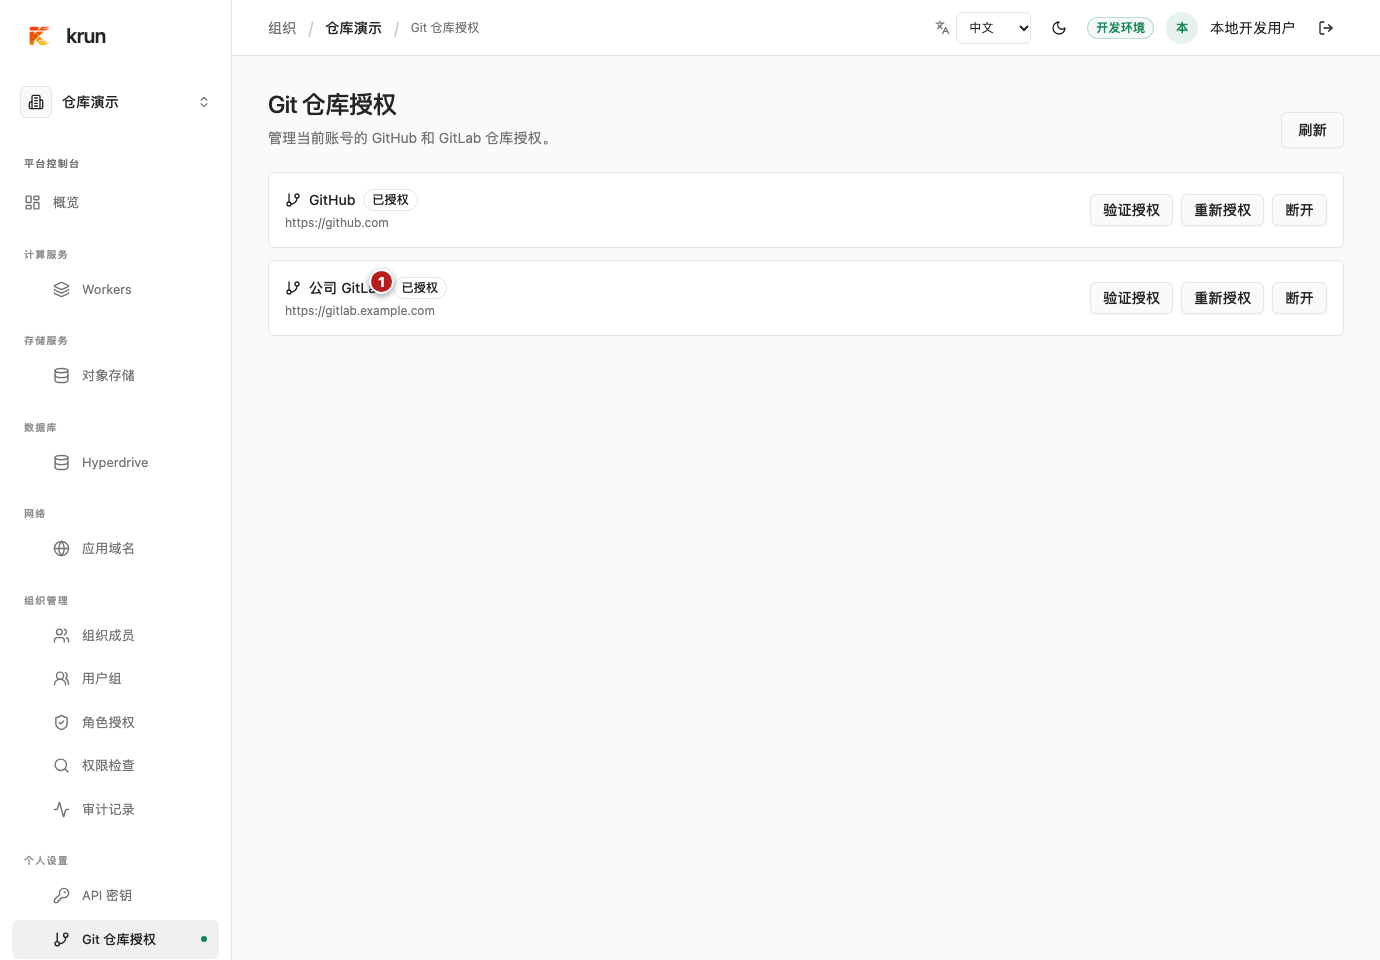 krun
仓库演示
平台控制台
概览
计算服务
Workers
存储服务
对象存储
数据库
Hyperdrive
网络
应用域名
组织管理
组织成员
用户组
角色授权
权限检查
审计记录
个人设置
API 密钥
Git 仓库授权
组织 / 仓库演示 / Git 仓库授权
中文
开发环境
本
本地开发用户
Git 仓库授权
管理当前账号的 GitHub 和 GitLab 仓库授权。
刷新
GitHub 已授权
https://github.com
验证授权 重新授权 断开
公司 GitLa 1 已授权
https://gitlab.example.com
验证授权 重新授权 断开